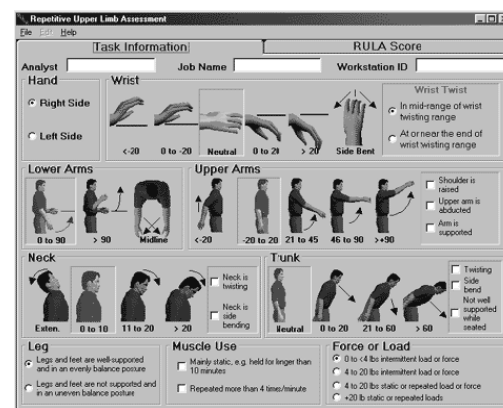 Repetitive Upper Limb Assessment
File Edit Help
Task Information
RULA Score
Analyst
Job Name
Workstation ID
Hand
Right Side
Left Side
Wrist
<-20
0 to -20
Neutral
0 to 20
> 20
Side Bent
Wrist Twist
In mid-range of wrist
twisting range
At or near the end of
wrist twisting range
Lower Arms
0 to 90
> 90
Midline
Upper Arms
<-20
-20 to 20
21 to 45
46 to 90
>+90
Shoulder is
raised
Upper arm is
abducted
Arm is
supported
Neck
Exten.
0 to 10
11 to 20
> 20
Neck is
twisting
Neck is
side
bending
Trunk
Neutral
0 to 20
21 to 60
> 60
Twisting
Side
bend
Not well
supported
while
seated
Leg
Legs and feet are well-supported
and in an evenly balance posture
Legs and feet are not supported and
in an uneven balance posture
Muscle Use
Mainly static, e.g. held for longer than
10 minutes
Repeated more than 4 times/minute
Force or Load
0 to <4 lbs intermittent load or force
4 to 20 lbs intermittent load or force
4 to 20 lbs static or repeated load or force
+20 lb static or repeated loads